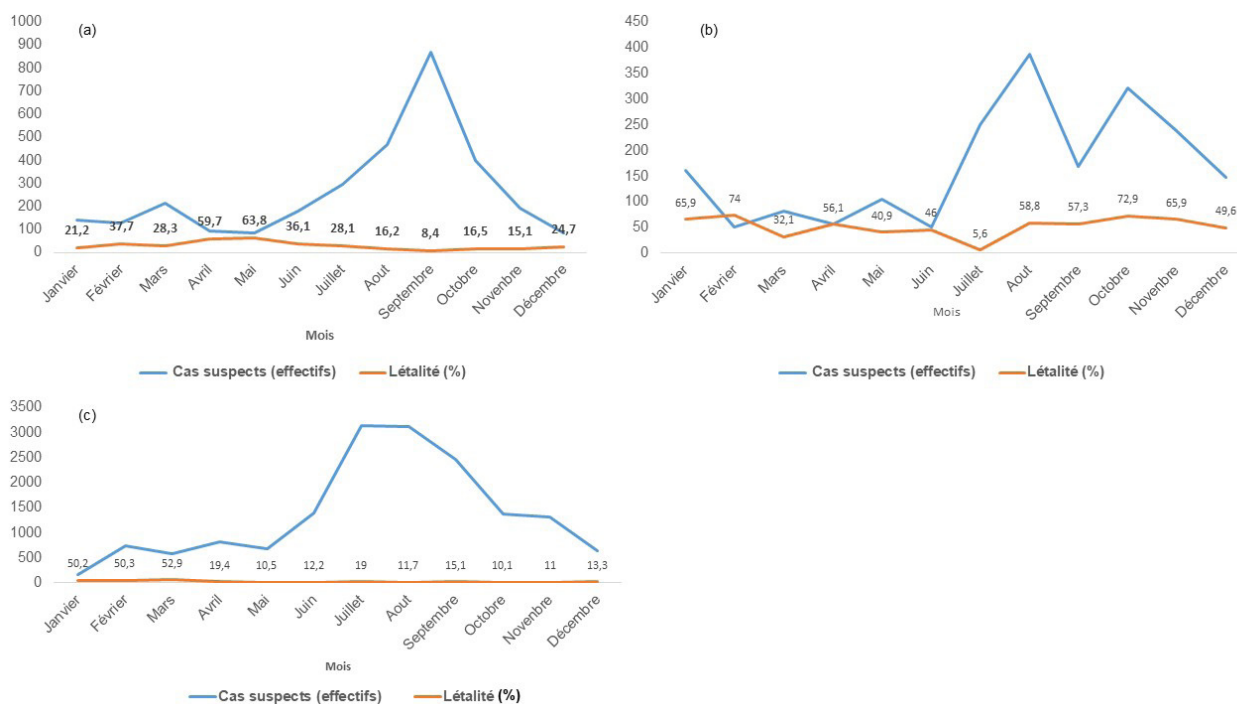 (a)
1000
900
800
700
600
500
400
300
200
100
0
21,2 37,7 28,3 59,7 63,8 36,1 28,1 16,2 8,4 16,5 15,1 24,7
Janvier Février Mars Avril Mai Juin Juillet Aout Septembre Octobre Novenbre Décembre
Mois
Cas suspects (effectifs) Létalité (%)
(b)
450
400
350
300
250
200
150
100
50
0
65,9 74 32,1 56,1 40,9 46 5,6 58,8 57,3 72,9 65,9 49,6
Janvier Février Mars Avril Mai Juin Juillet Aout Septembre Octobre Novenbre Décembre
Mois
Cas suspects (effectifs) Létalité (%)
(c)
3500
3000
2500
2000
1500
1000
500
0
50,2 50,3 52,9 19,4 10,5 12,2 19 11,7 15,1 10,1 11 13,3
Janvier Février Mars Avril Mai Juin Juillet Aout Septembre Octobre Novenbre Décembre
Mois
Cas suspects (effectifs) Létalité (%)